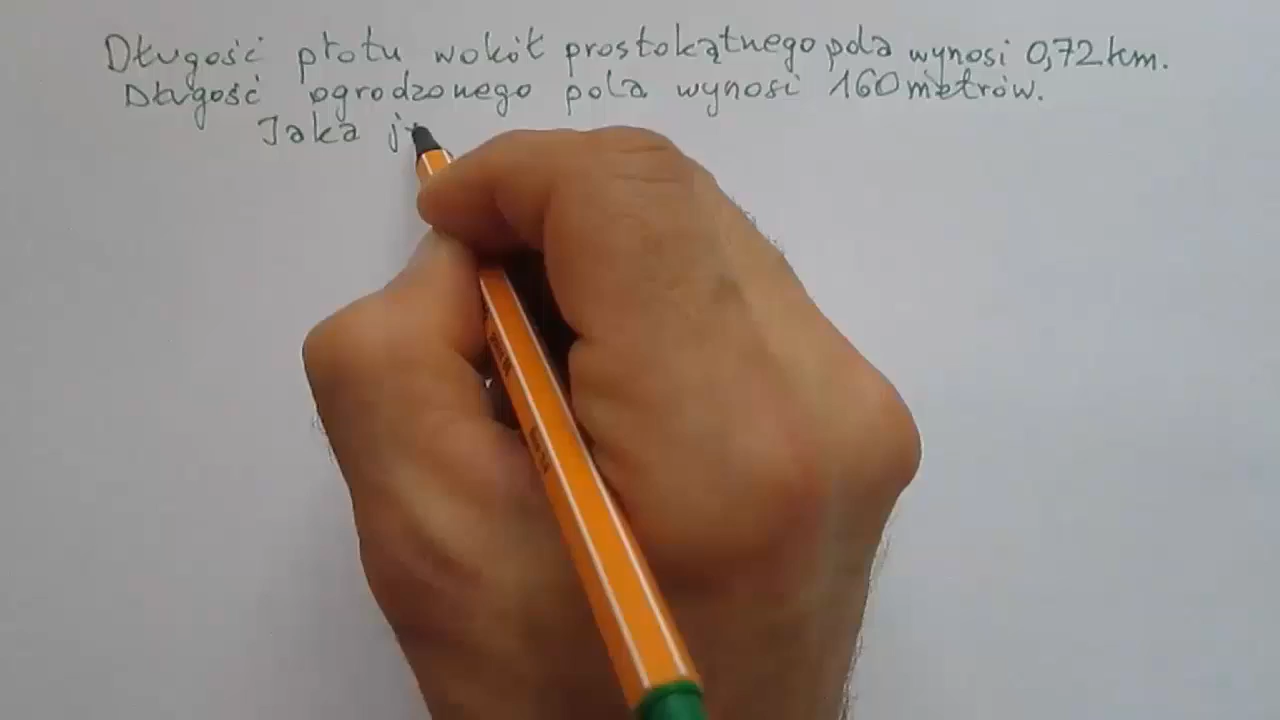 Długość płotu wokół prostokątnego pola wynosi 0,72 km.
Długość ogrodzonego pola wynosi 160 metrów.
Jaka